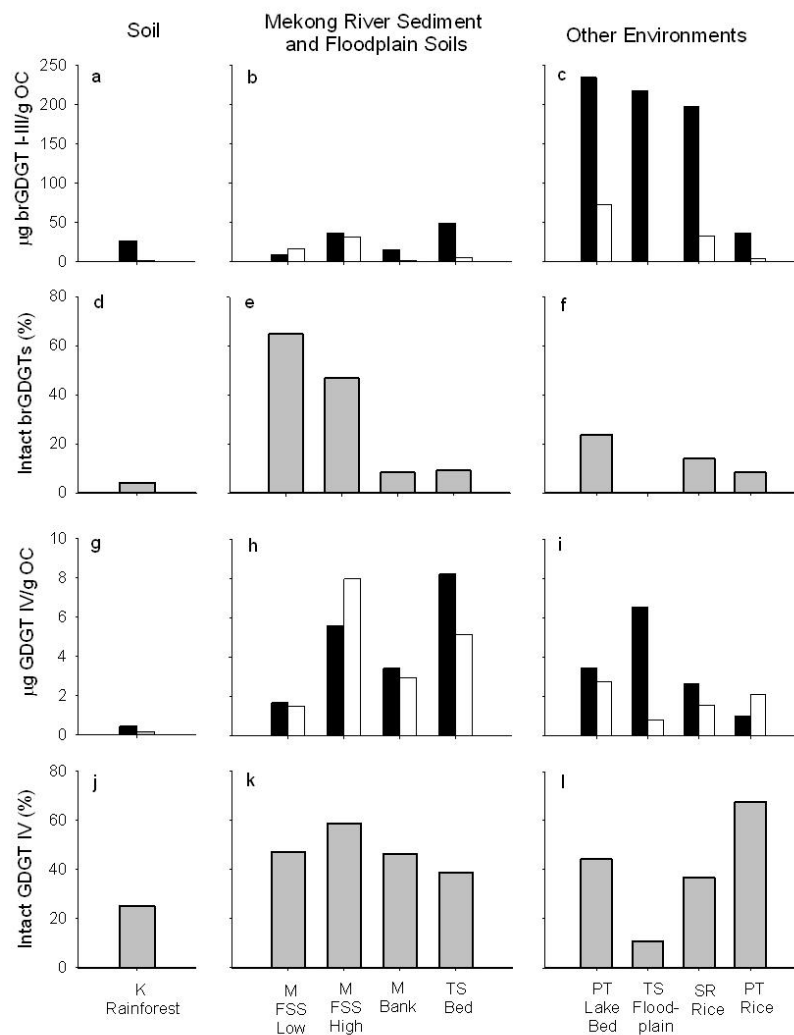 Soil
Mekong River Sediment
and Floodplain Soils
Other Environments
µg brGDGT I-III/g OC
250
200
150
100
50
0
a
b
c
Intact brGDGTs (%)
80
60
40
20
0
d
e
f
µg GDGT IV/g OC
10
8
6
4
2
0
g
h
i
Intact GDGT IV (%)
80
60
40
20
0
j
k
l
K
Rainforest
M
FSS
Low
M
FSS
High
M
Bank
TS
Bed
PT
Lake
Bed
TS
Flood-
plain
SR
Rice
PT
Rice